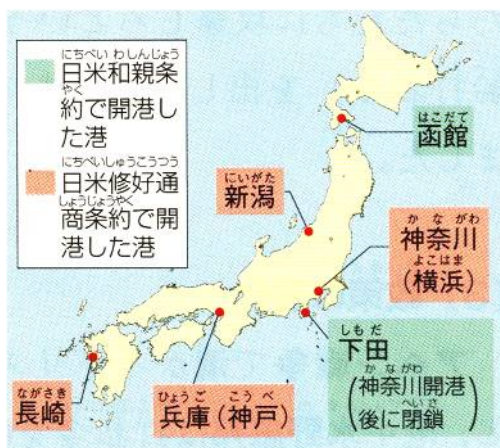 にちべい わしんじょう
日米和親条
やく
約で開港し
た港
にちべいしゅうこうつう
日米修好通
しょうじょうやく
商条約で開
港した港
はこだて
函館
にいがた
新潟
かながわ
神奈川
よこはま
(横浜)
しもだ
下田
かながわ
(神奈川開港
へいさ
後に閉鎖)
ひょうご こうべ
兵庫(神戸)
ながさき
長崎